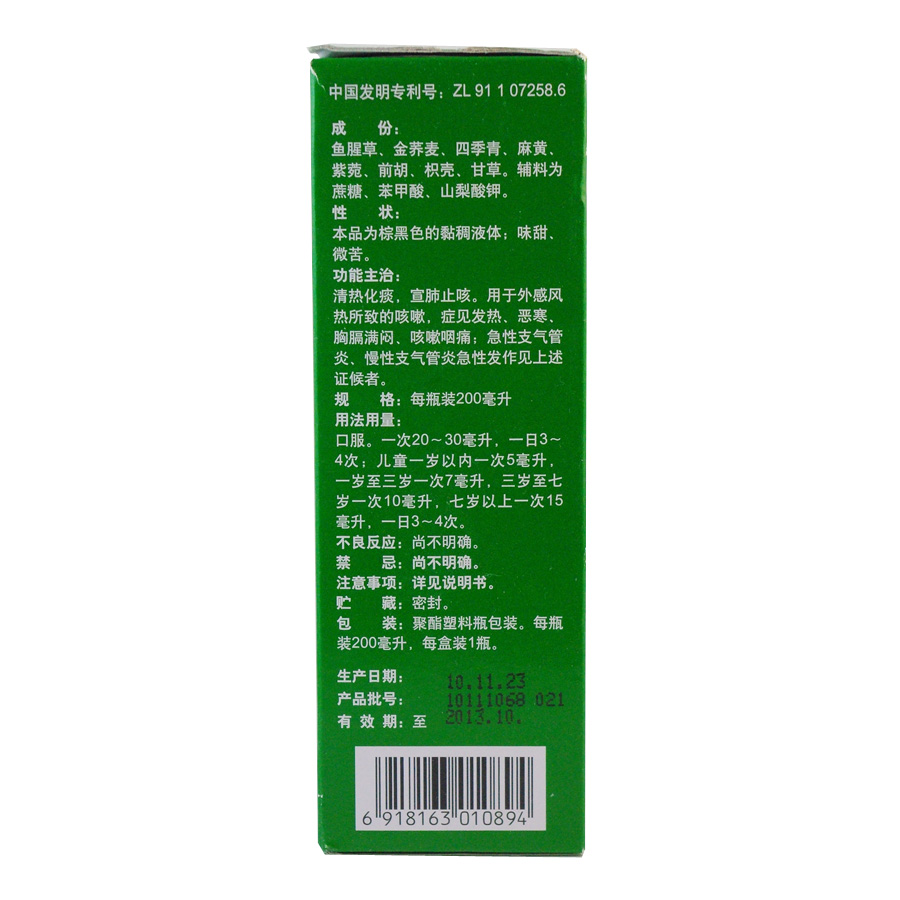 中国发明专利号：ZL 91 1 07258.6
成　　份：
鱼腥草、金荞麦、四季青、麻黄、
紫菀、前胡、枳壳、甘草。辅料为
蔗糖、苯甲酸、山梨酸钾。
性　　状：
本品为棕黑色的黏稠液体；味甜、
微苦。
功能主治：
清热化痰，宣肺止咳。用于外感风
热所致的咳嗽，症见发热、恶寒、
胸膈满闷、咳嗽咽痛；急性支气管
炎、慢性支气管炎急性发作见上述
证候者。
规　　格：每瓶装200毫升
用法用量：
口服。一次20～30毫升，一日3～
4次；儿童一岁以内一次5毫升，
一岁至三岁一次7毫升，三岁至七
岁一次10毫升，七岁以上一次15
毫升，一日3～4次。
不良反应：尚不明确。
禁　　忌：尚不明确。
注意事项：详见说明书。
贮　　藏：密封。
包　　装：聚酯塑料瓶包装。每瓶
装200毫升，每盒装1瓶。
生产日期：10.11.23
产品批号：10111068 021
有 效 期：至 2013.10.
6 918163 010894